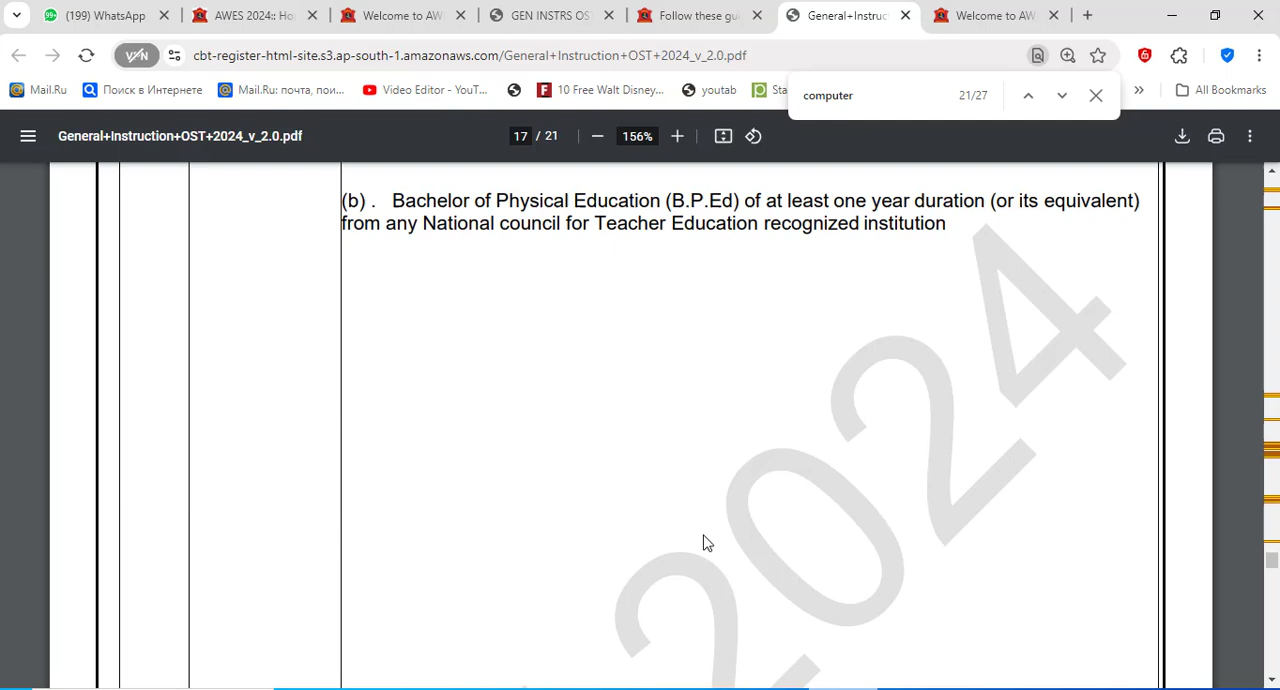 (199) WhatsApp
AWES 2024:: Ho
Welcome to AW
GEN INSTRS OS
Follow these gu
General+Instruc
Welcome to AW
VPN
cbt-register-html-site.s3.ap-south-1.amazonaws.com/General+Instruction+OST+2024_v_2.0.pdf
Mail.Ru
Поиск в Интернете
Mail.Ru: почта, пои...
Video Editor - YouT...
10 Free Walt Disney...
youtab
Sta
All Bookmarks
computer
21/27
General+Instruction+OST+2024_v_2.0.pdf
17 / 21
156%
(b) . Bachelor of Physical Education (B.P.Ed) of at least one year duration (or its equivalent)
from any National council for Teacher Education recognized institution
2024